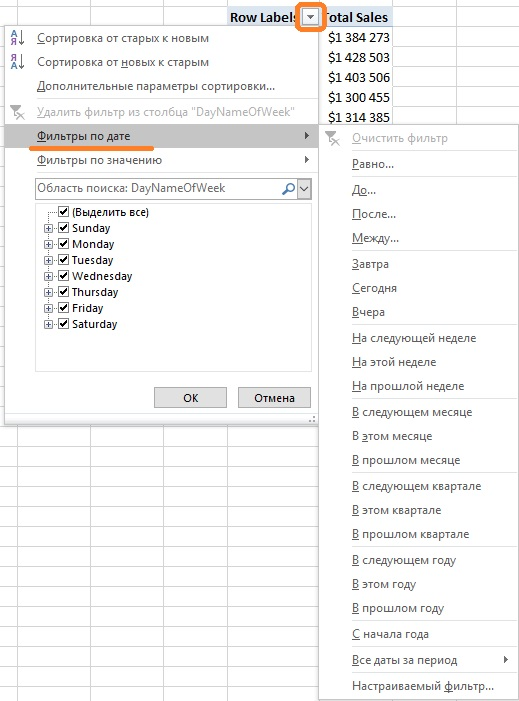 Row Labels Total Sales
$1 384 273
$1 428 503
$1 403 506
$1 300 455
$1 314 385
Сортировка от старых к новым
Сортировка от новых к старым
Дополнительные параметры сортировки...
Удалить фильтр из столбца "DayNameOfWeek"
Фильтры по дате
Фильтры по значению
Область поиска: DayNameOfWeek
(Выделить все)
Sunday
Monday
Tuesday
Wednesday
Thursday
Friday
Saturday
ОК Отмена
Очистить фильтр
Равно...
До...
После...
Между...
Завтра
Сегодня
Вчера
На следующей неделе
На этой неделе
На прошлой неделе
В следующем месяце
В этом месяце
В прошлом месяце
В следующем квартале
В этом квартале
В прошлом квартале
В следующем году
В этом году
В прошлом году
С начала года
Все даты за период
Настраиваемый фильтр...